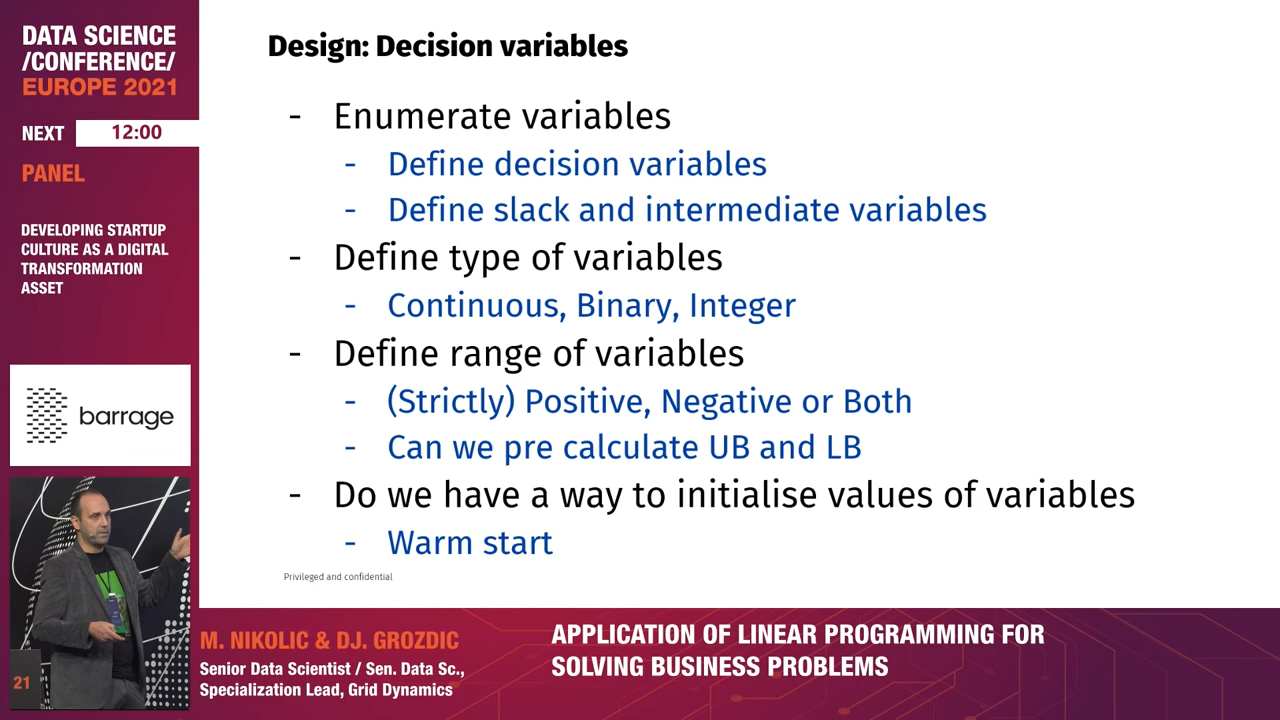 DATA SCIENCE
/CONFERENCE/
EUROPE 2021
NEXT 12:00
PANEL
DEVELOPING STARTUP
CULTURE AS A DIGITAL
TRANSFORMATION
ASSET
barrage
21
Design: Decision variables
- Enumerate variables
- Define decision variables
- Define slack and intermediate variables
- Define type of variables
- Continuous, Binary, Integer
- Define range of variables
- (Strictly) Positive, Negative or Both
- Can we pre calculate UB and LB
- Do we have a way to initialise values of variables
- Warm start
Privileged and confidential
M. NIKOLIC & DJ. GROZDIC
Senior Data Scientist / Sen. Data Sc.,
Specialization Lead, Grid Dynamics
APPLICATION OF LINEAR PROGRAMMING FOR
SOLVING BUSINESS PROBLEMS